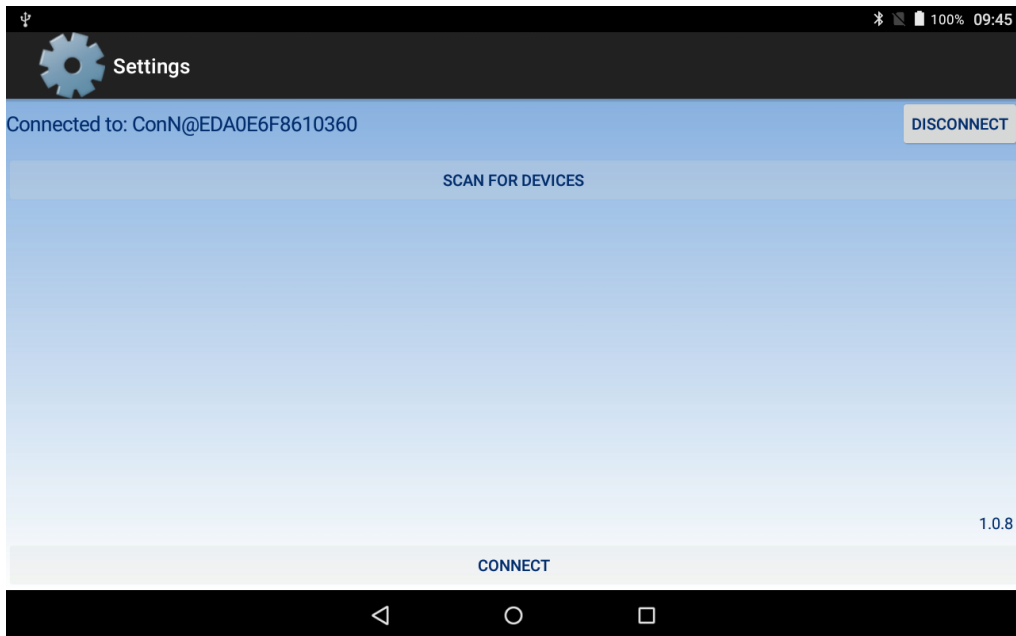 100% 09:45
Settings
Connected to: ConN@EDA0E6F8610360
DISCONNECT
SCAN FOR DEVICES
1.0.8
CONNECT